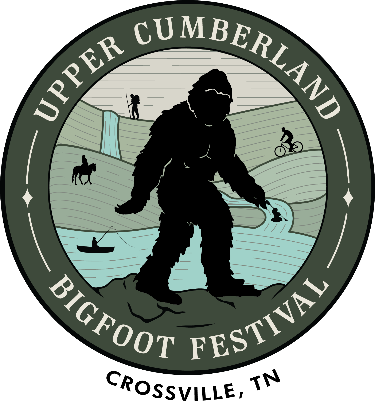 UPPER CUMBERLAND
BIGFOOT FESTIVAL
CROSSVILLE, TN